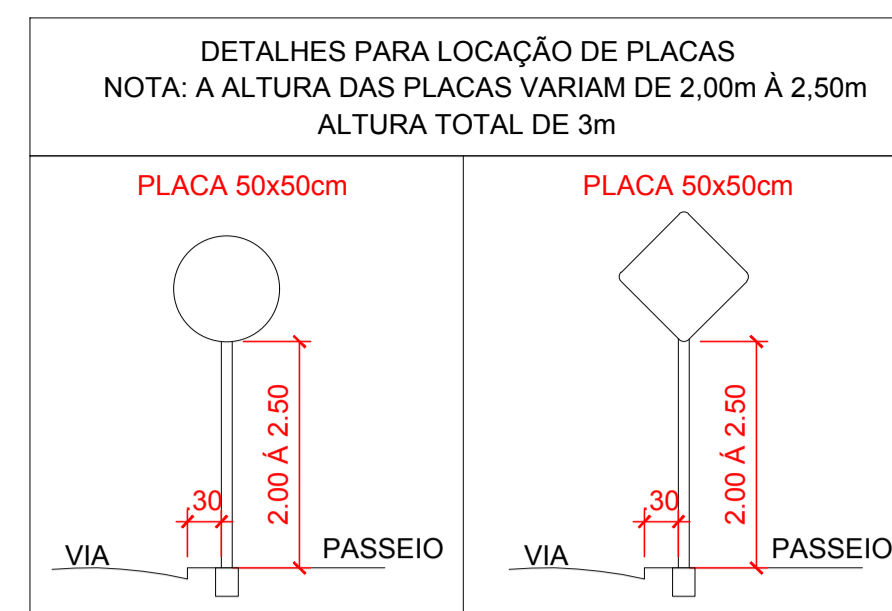 DETALHES PARA LOCAÇÃO DE PLACAS
NOTA: A ALTURA DAS PLACAS VARIAM DE 2,00m À 2,50m
ALTURA TOTAL DE 3m
PLACA 50x50cm
2.00 Á 2.50
.30
VIA
PASSEIO
PLACA 50x50cm
2.00 Á 2.50
.30
VIA
PASSEIO